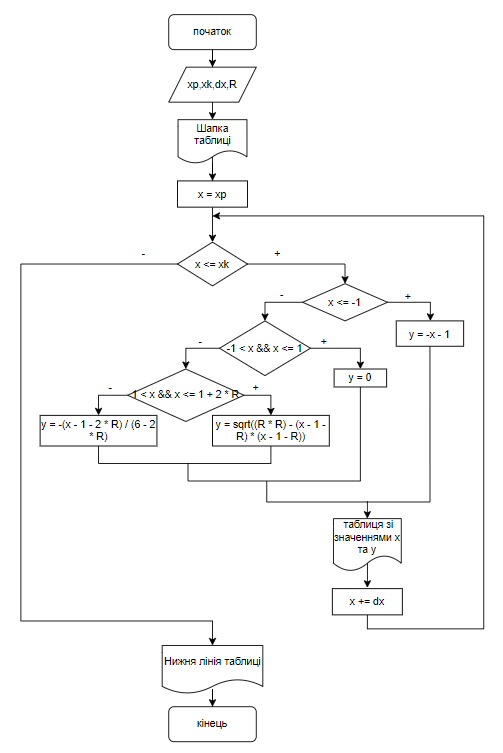 початок
xp,xk,dx,R
Шапка
таблиці
x = xp
-
+
x <= xk
-
+
x <= -1
y = -x - 1
-
+
-1 < x && x <= 1
y = 0
-
+
1 < x && x <= 1 + 2 * R
y = -(x - 1 - 2 * R) / (6 - 2
* R)
y = sqrt((R * R) - (x - 1 -
R) * (x - 1 - R))
таблиця зі
значеннями x
та y
x += dx
Нижня лінія таблиці
кінець